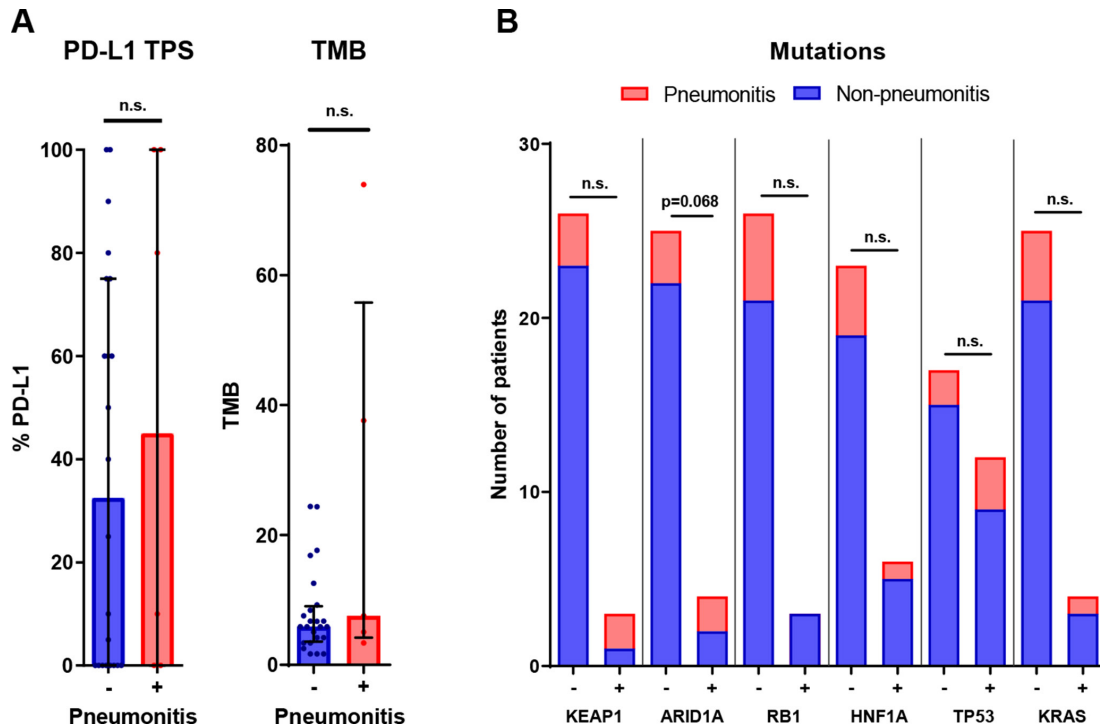 A
PD-L1 TPS
n.s.
% PD-L1
100
80
60
40
20
0
- +
Pneumonitis
TMB
n.s.
TMB
80
60
40
20
0
- +
Pneumonitis
B
Mutations
Pneumonitis Non-pneumonitis
Number of patients
30
20
10
0
n.s.
p=0.068
n.s.
n.s.
n.s.
n.s.
- + - + - + - + - + - +
KEAP1 ARID1A RB1 HNF1A TP53 KRAS